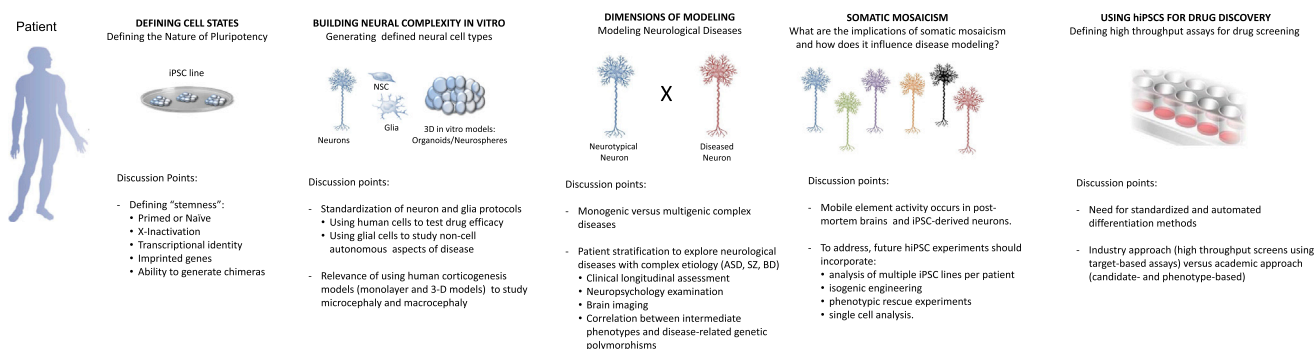 Patient
DEFINING CELL STATES
Defining the Nature of Pluripotency
iPSC line
Discussion Points:
- Defining “stemness”:
• Primed or Naïve
• X-Inactivation
• Transcriptional identity
• Imprinted genes
• Ability to generate chimeras
BUILDING NEURAL COMPLEXITY IN VITRO
Generating defined neural cell types
NSC
Glia
Neurons
3D in vitro models:
Organoids/Neurospheres
Discussion points:
- Standardization of neuron and glia protocols
• Using human cells to test drug efficacy
• Using glial cells to study non-cell
autonomous aspects of disease
- Relevance of using human corticogenesis
models (monolayer and 3-D models) to study
microcephaly and macrocephaly
DIMENSIONS OF MODELING
Modeling Neurological Diseases
X
Neurotypical
Neuron
Diseased
Neuron
Discussion points:
- Monogenic versus multigenic complex
diseases
- Patient stratification to explore neurological
diseases with complex etiology (ASD, SZ, BD)
• Clinical longitudinal assessment
• Neuropsychology examination
• Brain imaging
• Correlation between intermediate
phenotypes and disease-related genetic
polymorphisms
SOMATIC MOSAICISM
What are the implications of somatic mosaicism
and how does it influence disease modeling?
Discussion points:
- Mobile element activity occurs in post-
mortem brains and iPSC-derived neurons.
- To address, future hiPSC experiments should
incorporate:
• analysis of multiple iPSC lines per patient
• isogenic engineering
• phenotypic rescue experiments
• single cell analysis.
USING hiPSCS FOR DRUG DISCOVERY
Defining high throughput assays for drug screening
Discussion points:
- Need for standardized and automated
differentiation methods
- Industry approach (high throughput screens using
target-based assays) versus academic approach
(candidate- and phenotype-based)